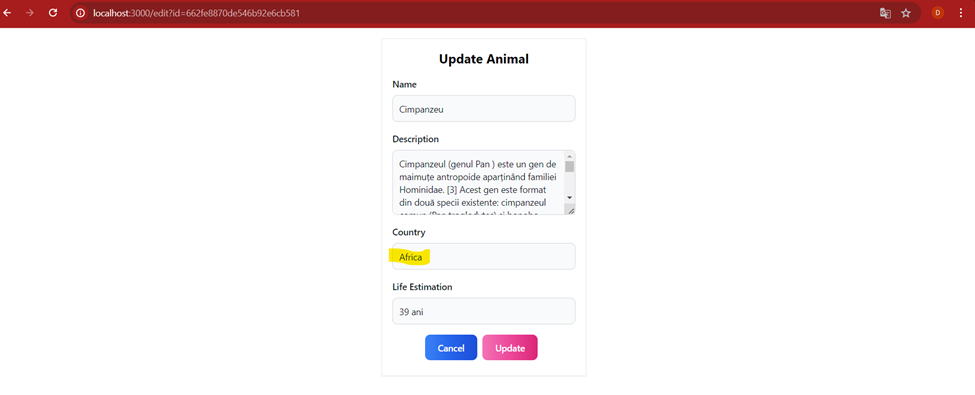 localhost:3000/edit?id=662fe8870de546b92e6cb581
D
Update Animal
Name
Cimpanzeu
Description
Cimpanzeul (genul Pan ) este un gen de
maimuțe antropoide aparținând familiei
Hominidae. [3] Acest gen este format
din două specii existente: cimpanzeul
Country
Africa
Life Estimation
39 ani
Cancel
Update